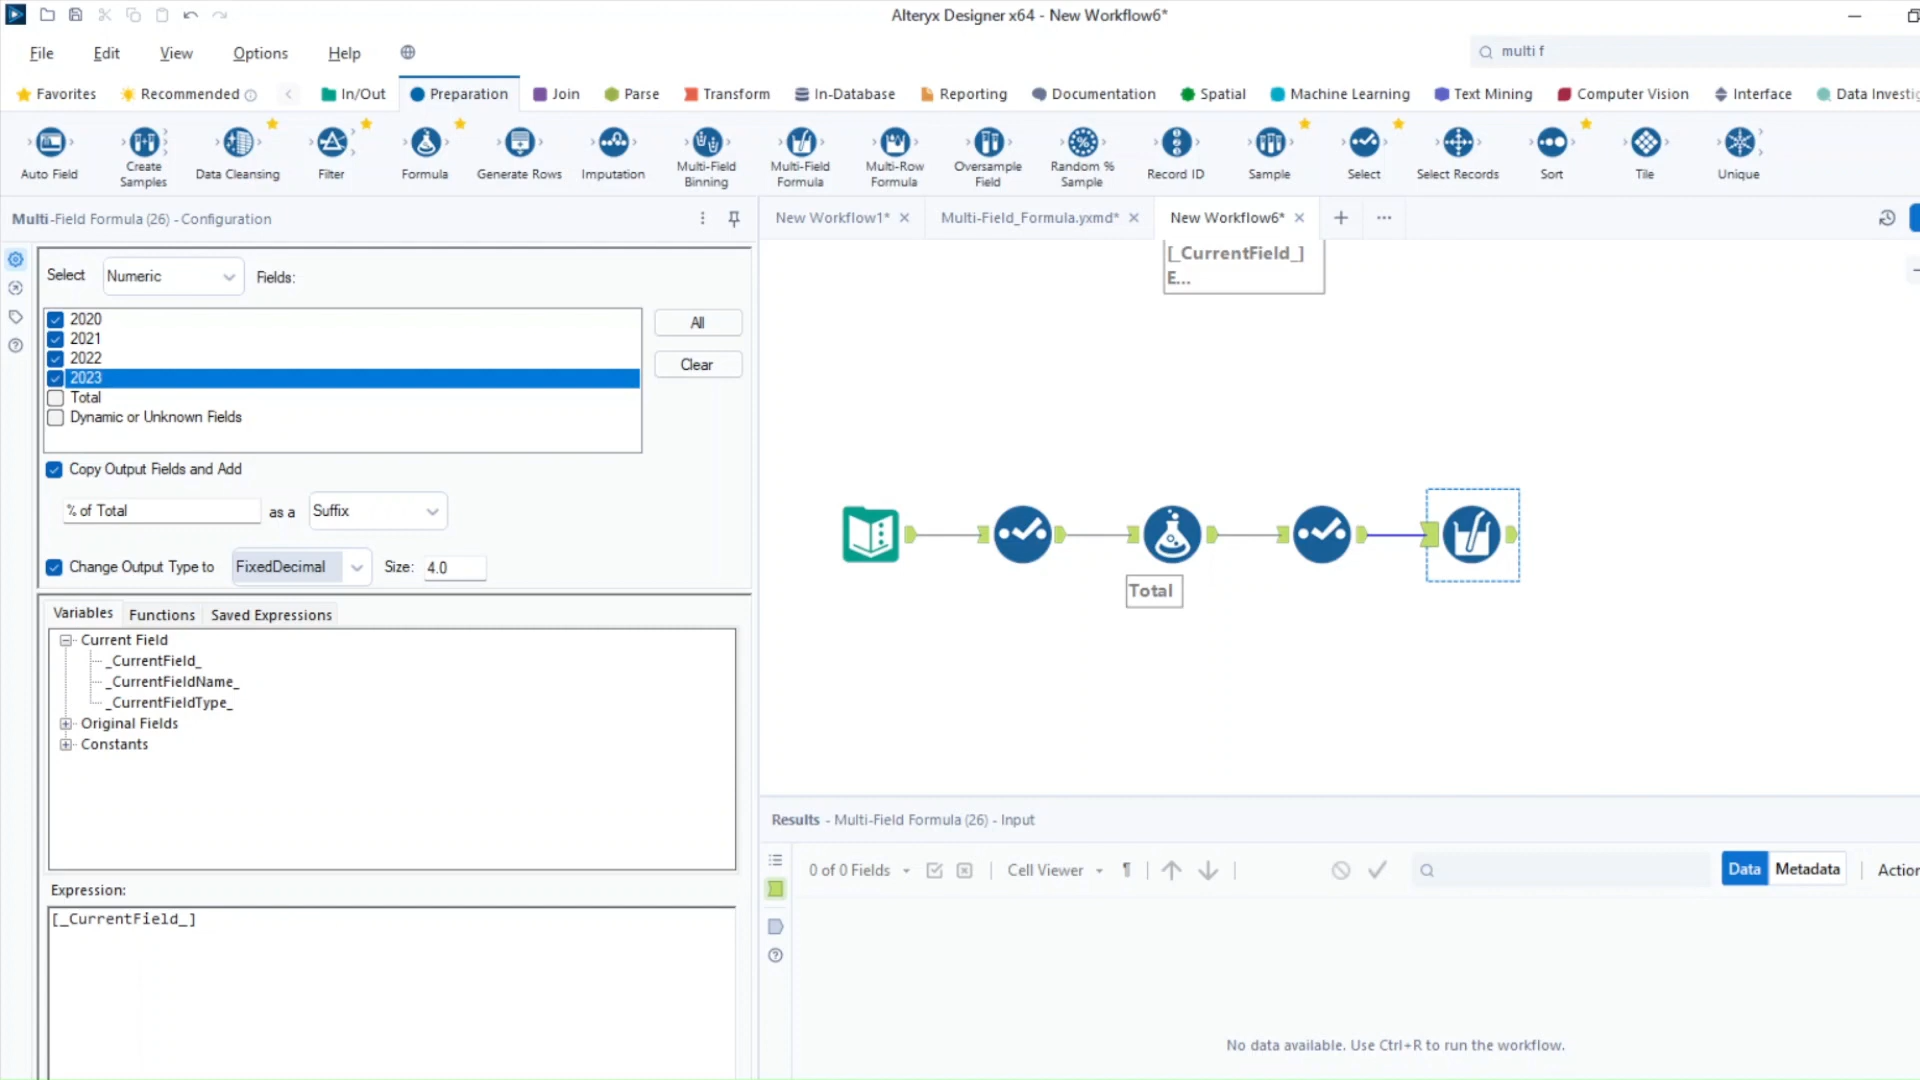 Alteryx Designer x64 - New Workflow6*
File Edit View Options Help
multi f
Favorites Recommended In/Out Preparation Join Parse Transform In-Database Reporting Documentation Spatial Machine Learning Text Mining Computer Vision Interface Data Investig
Auto Field
Create Samples
Data Cleansing
Filter
Formula
Generate Rows
Imputation
Multi-Field Binning
Multi-Field Formula
Multi-Row Formula
Oversample Field
Random % Sample
Record ID
Sample
Select
Select Records
Sort
Tile
Unique
Multi-Field Formula (26) - Configuration
New Workflow1*
Multi-Field_Formula.yxmd*
New Workflow6*
[_CurrentField_]
E...
Select Numeric Fields:
2020
2021
2022
2023
Total
Dynamic or Unknown Fields
All
Clear
Copy Output Fields and Add
% of Total as a Suffix
Change Output Type to FixedDecimal Size: 4.0
Total
Variables Functions Saved Expressions
Current Field
_CurrentField_
_CurrentFieldName_
_CurrentFieldType_
Original Fields
Constants
Expression:
[_CurrentField_]
Results - Multi-Field Formula (26) - Input
0 of 0 Fields Cell Viewer Data Metadata Action
No data available. Use Ctrl+R to run the workflow.